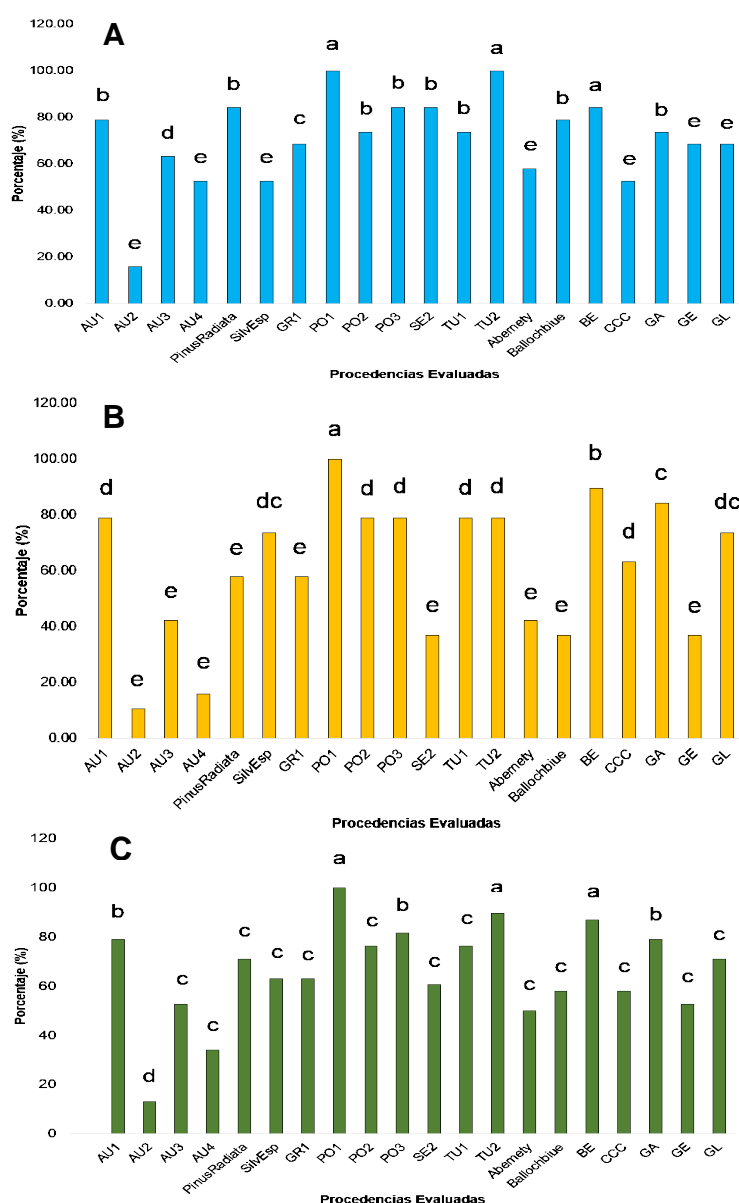 A
120.00
100.00
80.00
60.00
40.00
20.00
0.00
Porcentaje (%)
b e d e b e c a b b b b a e b a e b e e
AU1 AU2 AU3 AU4 PinusRadiata SilvEsp GR1 PO1 PO2 PO3 SE2 TU1 TU2 Abernety Ballochbiue BE CCC GA GE GL
Procedencias Evaluadas
B
120.00
100.00
80.00
60.00
40.00
20.00
0.00
Porcentaje (%)
d e e e e dc e a d d e d d e e b d c e dc
AU1 AU2 AU3 AU4 PinusRadiata SilvEsp GR1 PO1 PO2 PO3 SE2 TU1 TU2 Abernety Ballochbiue BE CCC GA GE GL
Procedencias Evaluadas
C
120
100
80
60
40
20
0
Porcentaje (%)
b d c c c c c a c b c c a c c a c b c c
AU1 AU2 AU3 AU4 PinusRadiata SilvEsp GR1 PO1 PO2 PO3 SE2 TU1 TU2 Abernety Ballochbiue BE CCC GA GE GL
Procedencias Evaluadas